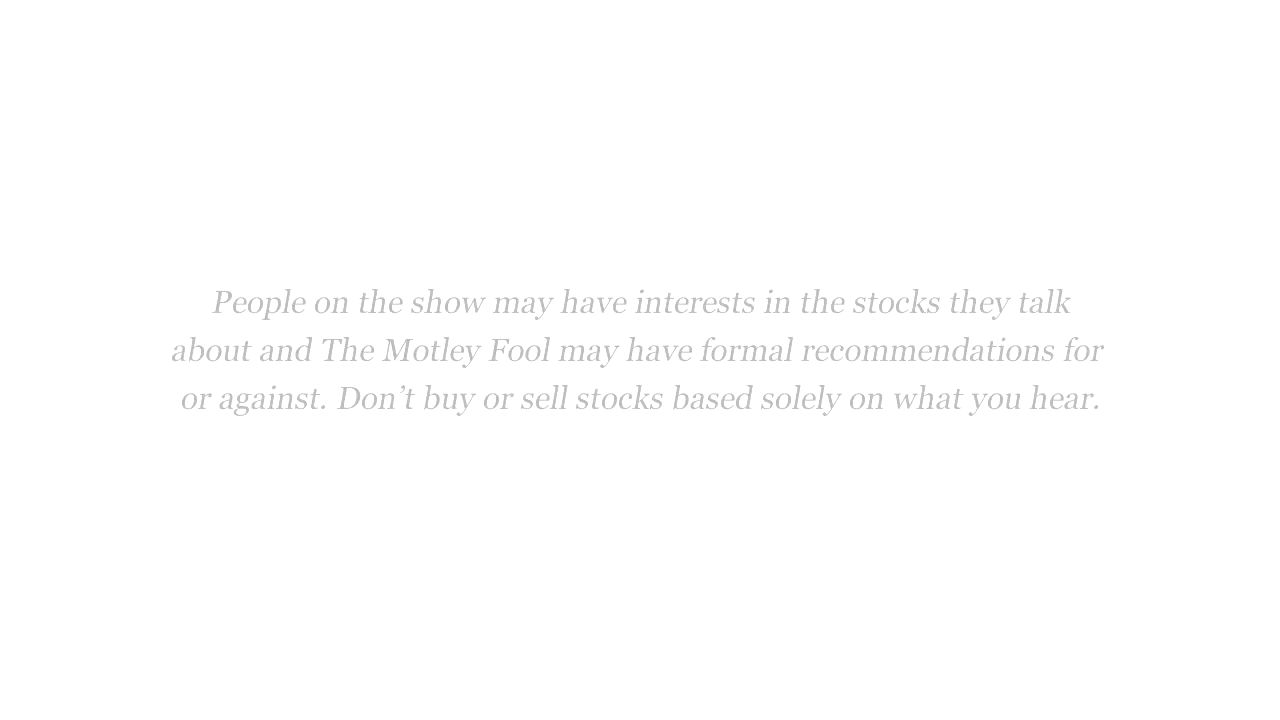 People on the show may have interests in the stocks they talk
about and The Motley Fool may have formal recommendations for
or against. Don’t buy or sell stocks based solely on what you hear.